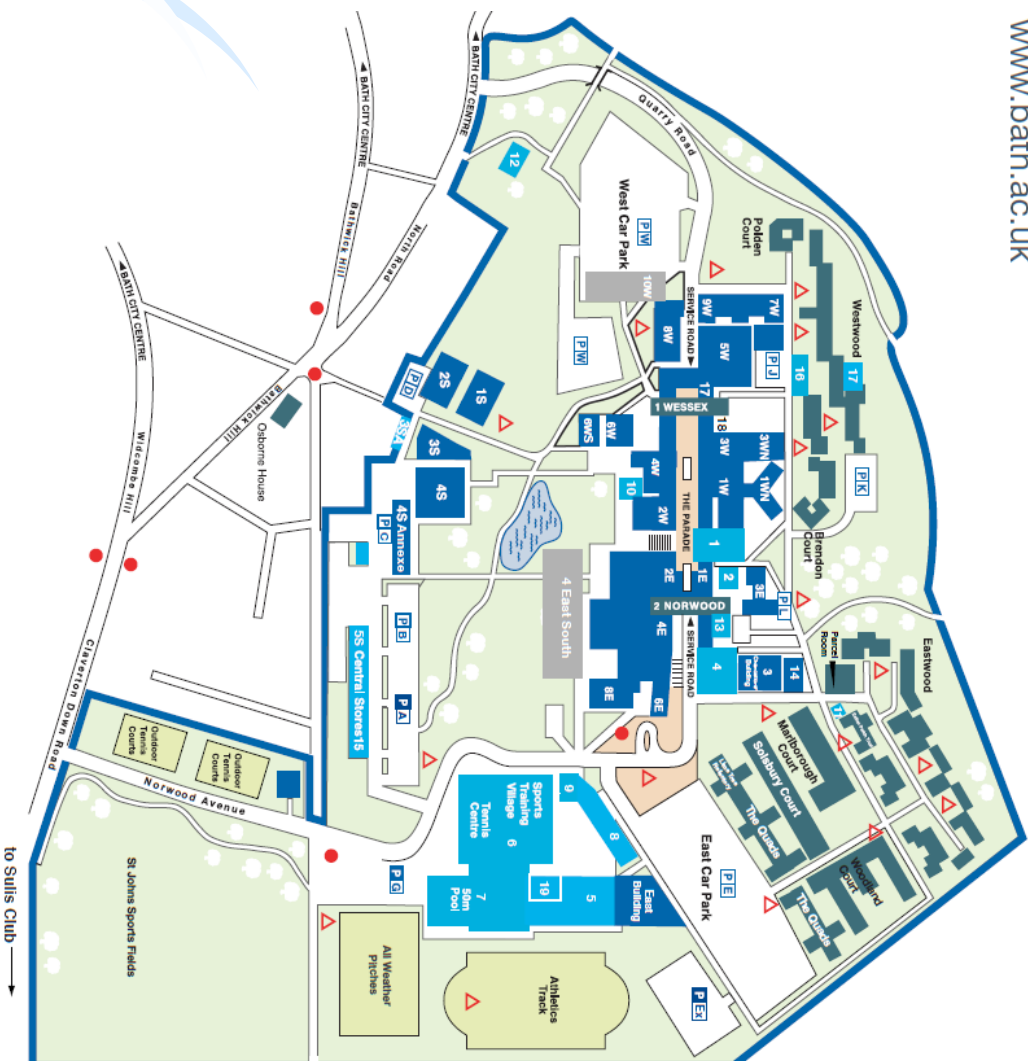 www.bath.ac.uk
BATH CITY CENTRE
BATH CITY CENTRE
BATH CITY CENTRE
Quarry Road
North Road
Bathwick Hill
Bathwick Hill
Widcombe Hill
Claverton Down Road
Norwood Avenue
Osborne House
12
West Car Park
P W
10W
P W
Polden
Court
Westwood
17
16
SERVICE ROAD
9W
7W
8W
5W
P J
17
1 WESSEX
18
3W
3WN
1WN
1W
6WS
6W
4W
10
2W
THE PARADE
P K
Brendon
Court
1
2
1E
2E
3E
P L
2 NORWOOD
13
4E
SERVICE ROAD
4
3
14
Parcel
Room
Eastwood
8E
6E
4 East South
P D
2S
1S
3SA
3S
4S
4S Annexe
P C
P B
P A
5S Central Stores15
Outdoor
Tennis
Courts
Outdoor
Tennis
Courts
Marlborough
Court
Solsbury Court
The Quads
Woodland
Court
The Quads
East Car Park
P E
P Ex
9
8
Sports
Training
Village
6
Tennis
Centre
7
50m
Pool
19
5
East
Building
P G
All Weather
Pitches
Athletics
Track
St Johns Sports Fields
to Sulis Club